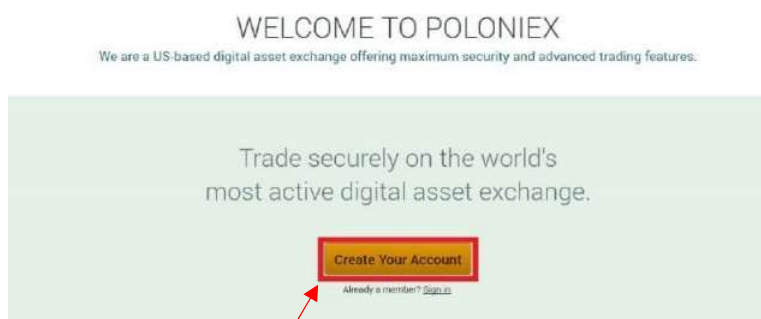 WELCOME TO POLONIEX
We are a US-based digital asset exchange offering maximum security and advanced trading features.
Trade securely on the world's
most active digital asset exchange.
Create Your Account
Already a member? Sign in.